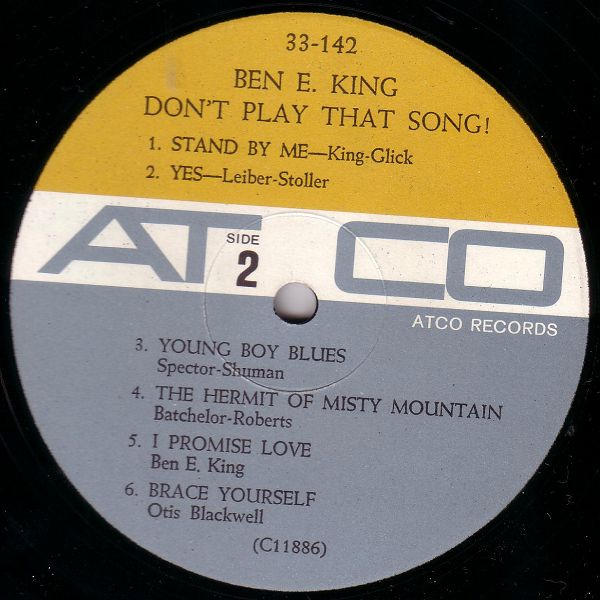 33-142
BEN E. KING
DON'T PLAY THAT SONG!
1. STAND BY ME—King-Glick
2. YES—Leiber-Stoller
ATCO
SIDE
2
ATCO RECORDS
3. YOUNG BOY BLUES
Spector-Shuman
4. THE HERMIT OF MISTY MOUNTAIN
Batchelor-Roberts
5. I PROMISE LOVE
Ben E. King
6. BRACE YOURSELF
Otis Blackwell
(C11886)